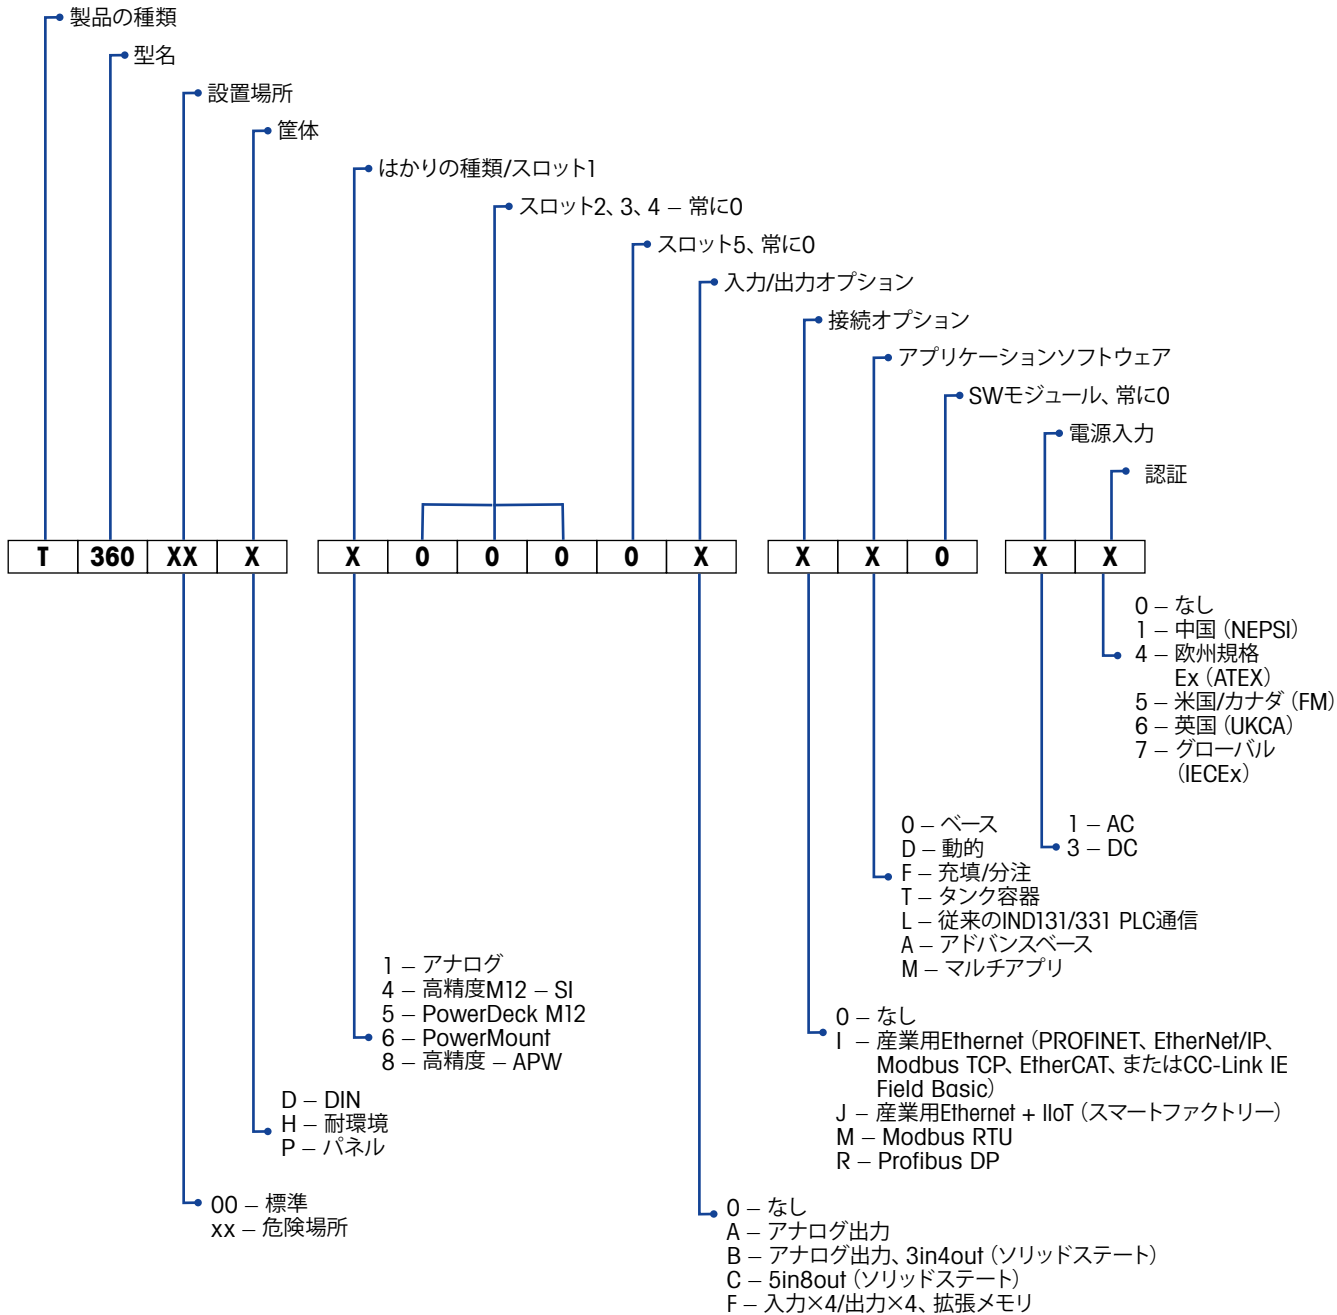 製品の種類
型名
設置場所
筐体
はかりの種類/スロット1
スロット2、3、4 – 常に0
スロット5、常に0
入力/出力オプション
接続オプション
アプリケーションソフトウェア
SWモジュール、常に0
電源入力
認証
T 360 XX X X 0 0 0 0 X X X 0 X X
0 – なし
1 – 中国（NEPSI）
4 – 欧州規格
Ex（ATEX）
5 – 米国/カナダ（FM）
6 – 英国（UKCA）
7 – グローバル
（IECEx）
1 – AC
3 – DC
0 – ベース
D – 動的
F – 充填/分注
T – タンク容器
L – 従来のIND131/331 PLC通信
A – アドバンスベース
M – マルチアプリ
1 – アナログ
4 – 高精度M12 – SI
5 – PowerDeck M12
6 – PowerMount
8 – 高精度 – APW
0 – なし
I – 産業用Ethernet（PROFINET、EtherNet/IP、
Modbus TCP、EtherCAT、またはCC-Link IE
Field Basic）
J – 産業用Ethernet + IIoT（スマートファクトリー）
M – Modbus RTU
R – Profibus DP
D – DIN
H – 耐環境
P – パネル
00 – 標準
xx – 危険場所
0 – なし
A – アナログ出力
B – アナログ出力、3in4out（ソリッドステート）
C – 5in8out（ソリッドステート）
F – 入力×4/出力×4、拡張メモリ